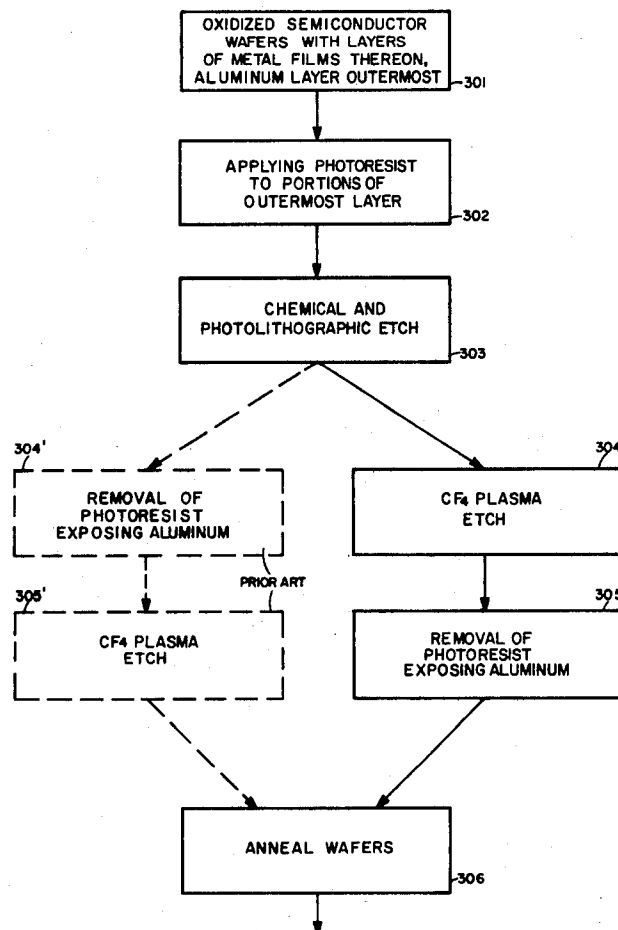 OXIDIZED SEMICONDUCTOR
WAFERS WITH LAYERS
OF METAL FILMS THEREON,
ALUMINUM LAYER OUTERMOST
301
APPLYING PHOTORESIST
TO PORTIONS OF
OUTERMOST LAYER
302
CHEMICAL AND
PHOTOLITHOGRAPHIC ETCH
303
304'
REMOVAL OF
PHOTORESIST
EXPOSING ALUMINUM
304
CF4 PLASMA
ETCH
PRIOR ART
305'
CF4 PLASMA
ETCH
305
REMOVAL OF
PHOTORESIST
EXPOSING ALUMINUM
ANNEAL WAFERS
306